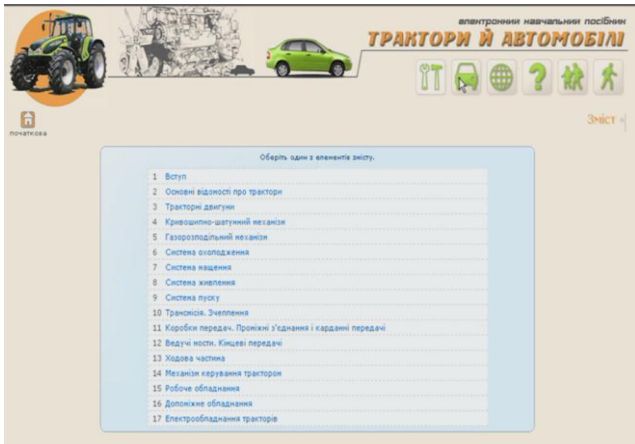 електронний навчальний посібник
ТРАКТОРИ Й АВТОМОБІЛІ
початкова
Зміст
Оберіть один з елементів змісту.
1 Вступ
2 Основні відомості про трактори
3 Тракторні двигуни
4 Кривошипно-шатунний механізм
5 Газорозподільний механізм
6 Система охолодження
7 Система мащення
8 Система живлення
9 Система пуску
10 Трансмісія. Зчеплення
11 Коробки передач. Проміжні з'єднання і карданні передачі
12 Ведучі мости. Кінцеві передачі
13 Ходова частина
14 Механізм керування трактором
15 Робоче обладнання
16 Допоміжне обладнання
17 Електрообладнання тракторів